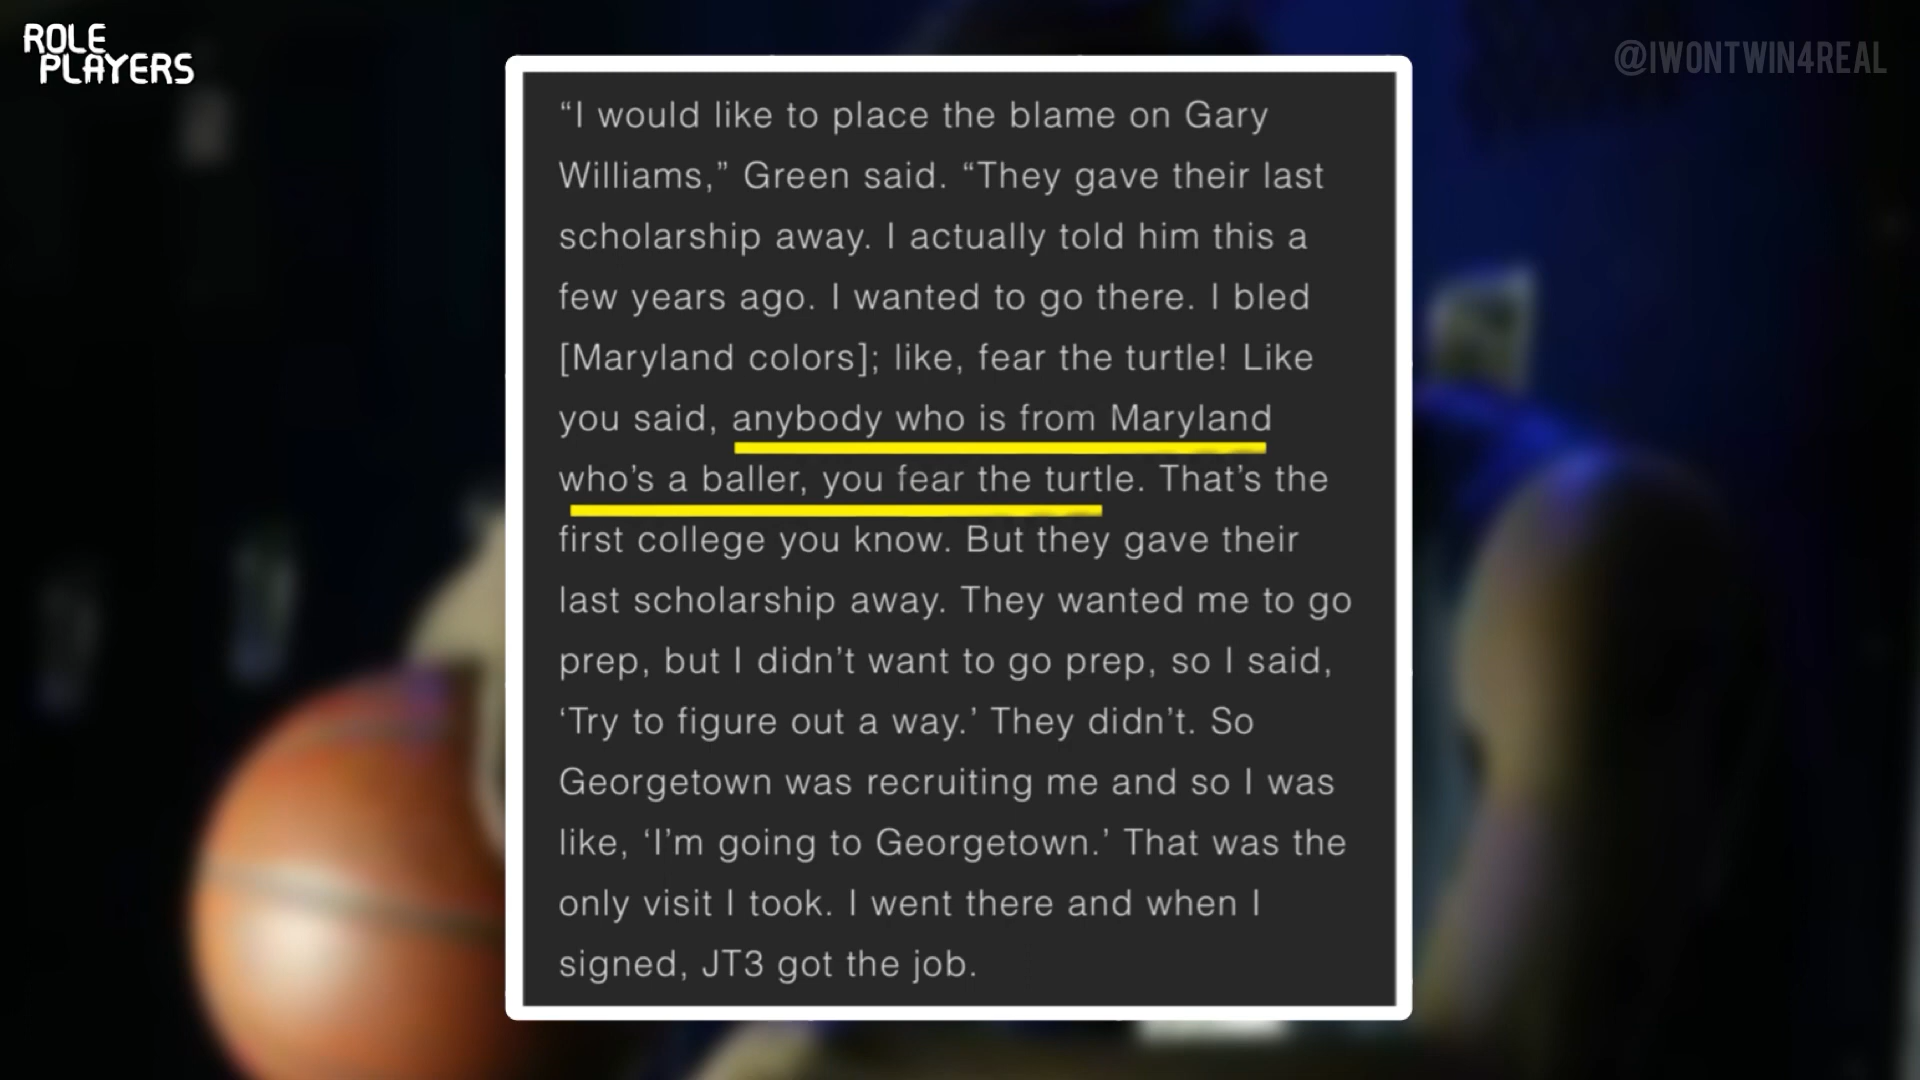 ROLE
PLAYERS
@IWONTWIN4REAL
“I would like to place the blame on Gary
Williams,” Green said. “They gave their last
scholarship away. I actually told him this a
few years ago. I wanted to go there. I bled
[Maryland colors]; like, fear the turtle! Like
you said, anybody who is from Maryland
who’s a baller, you fear the turtle. That’s the
first college you know. But they gave their
last scholarship away. They wanted me to go
prep, but I didn’t want to go prep, so I said,
‘Try to figure out a way.’ They didn’t. So
Georgetown was recruiting me and so I was
like, ‘I’m going to Georgetown.’ That was the
only visit I took. I went there and when I
signed, JT3 got the job.